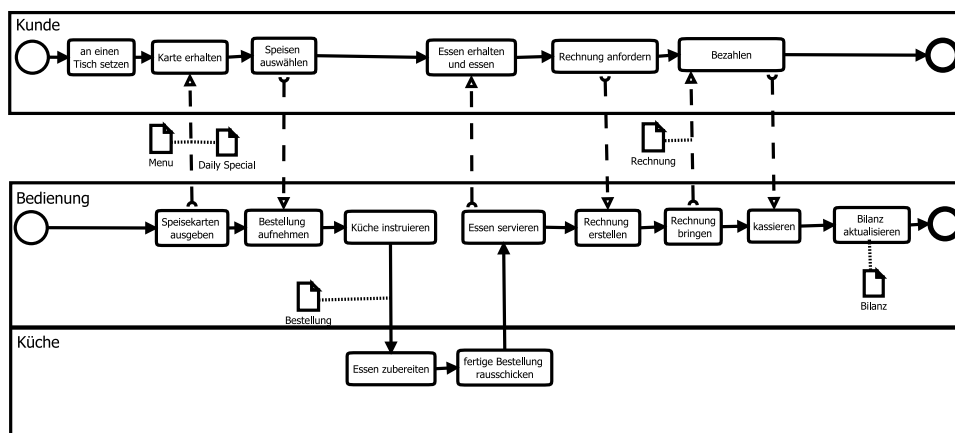 Kunde
an einen
Tisch setzen
Karte erhalten
Speisen
auswählen
Essen erhalten
und essen
Rechnung anfordern
Bezahlen
Menu
Daily Special
Rechnung
Bedienung
Speisekarten
ausgeben
Bestellung
aufnehmen
Küche instruieren
Essen servieren
Rechnung
erstellen
Rechnung
bringen
kassieren
Bilanz
aktualisieren
Bestellung
Bilanz
Küche
Essen zubereiten
fertige Bestellung
rausschicken